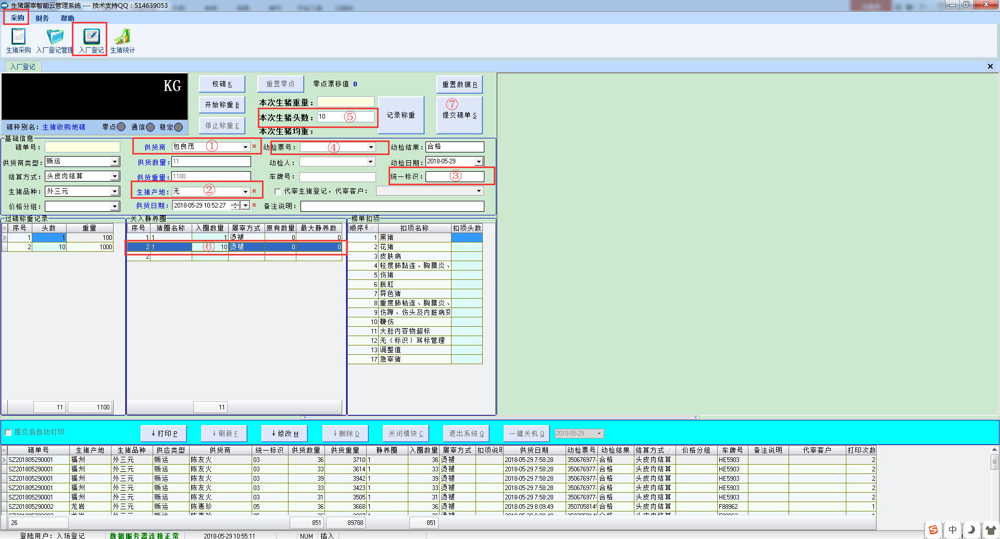 生猪屠宰智能云管理系统 --- 技术支持QQ：514639053
采购 财务 帮助
生猪采购 入厂登记管理 入厂登记 生猪统计
入厂登记
KG
校磅 K 重置零点 零点漂移值 0 重置数据 R
开始称重 B 本次生猪重量： 记录称重 ⑦ 提交磅单 S
本次生猪头数： 10 ⑤
停止称重 E
本次生猪均重：
磅秤别名：生猪收购地磅 零点 通信 稳定
基础信息
磅单号： 供货商 包良茂 ① × 动检票号： ④ 动检结果： 合格
供货商类型： 贩运 供货数量： 11 动检人： 动检日期： 2018-05-29
结算方式： 头皮肉结算 供货重量： 1100 车牌号： 统一标识： ③
生猪品种： 外三元 生猪产地： 无 ② × 代宰生猪登记，代宰客户：
价格分组： 供货日期： 2018-05-29 10:52:27 × 备注说明：
过磅称重记录 关入静养圈 榜单扣项
序号 头数 重量
1 1 100
2 10 1000
11 1100
序号 猪圈名称 入圈数量 屠宰方式 原有数量 最大静养数
1 1 1 烫褪 0 0
2 1 ⑥ 10 烫褪 0 0
2
11
顺序号 扣项名称 扣项头数
1 黑猪
2 花猪
3 皮肤病
4 轻度肺黏连、胸膜炎、
5 伤猪
6 脱肛
7 异色猪
8 重度肺粘连、胸膜炎、
9 伤蹄、伤头及内脏病变
10 鞭伤
11 大肚内容物超标
12 无（标识）耳标管理
13 调整值
17 急宰猪
提交后自动打印 ↓打印 P ↓刷新 F ↓修改 M ↓删除 D 关闭模块 C 退出系统 Q 一键关机 Q 2018-05-29
磅单号 生猪产地 生猪品种 供应类型 供货商 统一标识 供货数量 供货重量 静养圈 入圈数量 屠宰方式 扣项说明 供货日期 动检票号 动检结果 结算方式 价格分组 车牌号 备注说明 代宰客户 打印次数
SZ201805290001 福州 外三元 贩运 陈友火 03 36 3710 1 36 烫褪 2018-05-29 7:58:28 350676977 合格 头皮肉结算 HE5903 2
SZ201805290001 福州 外三元 贩运 陈友火 03 33 3614 1 33 烫褪 2018-05-29 7:58:28 350676977 合格 头皮肉结算 HE5903 2
SZ201805290001 福州 外三元 贩运 陈友火 03 39 3942 1 39 烫褪 2018-05-29 7:58:28 350676977 合格 头皮肉结算 HE5903 2
SZ201805290001 福州 外三元 贩运 陈友火 03 33 3423 1 33 烫褪 2018-05-29 7:58:28 350676977 合格 头皮肉结算 HE5903 2
SZ201805290001 福州 外三元 贩运 陈友火 03 31 3505 1 31 烫褪 2018-05-29 7:58:28 350676977 合格 头皮肉结算 HE5903 2
SZ201805290002 龙岩 外三元 贩运 陈惠珍 05 36 3668 1 36 烫褪 2018-05-29 8:09:49 350705814 合格 头皮肉结算 F88962 1
26 851 89788 851
登陆用户：入场登记 数据服务器连接正常 2018-05-29 10:55:11 NUM 插入
中